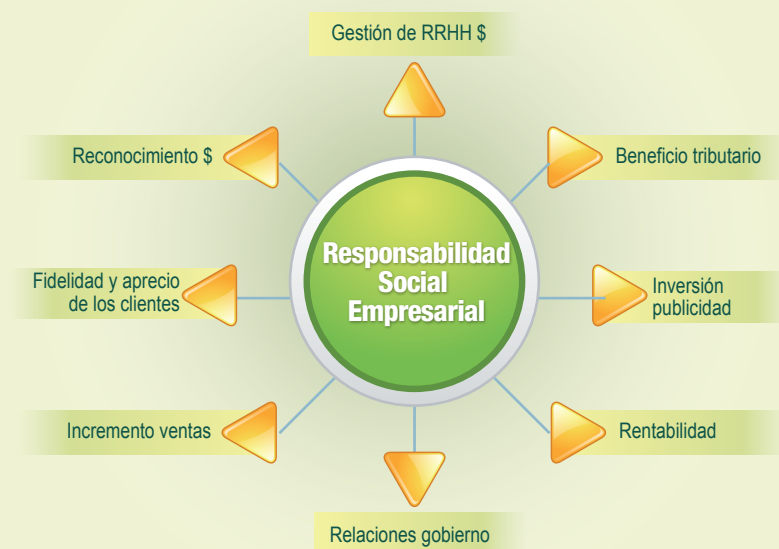 Gestión de RRHH $
Reconocimiento $
Beneficio tributario
Responsabilidad
Social
Empresarial
Fidelidad y aprecio
de los clientes
Inversión
publicidad
Incremento ventas
Rentabilidad
Relaciones gobierno